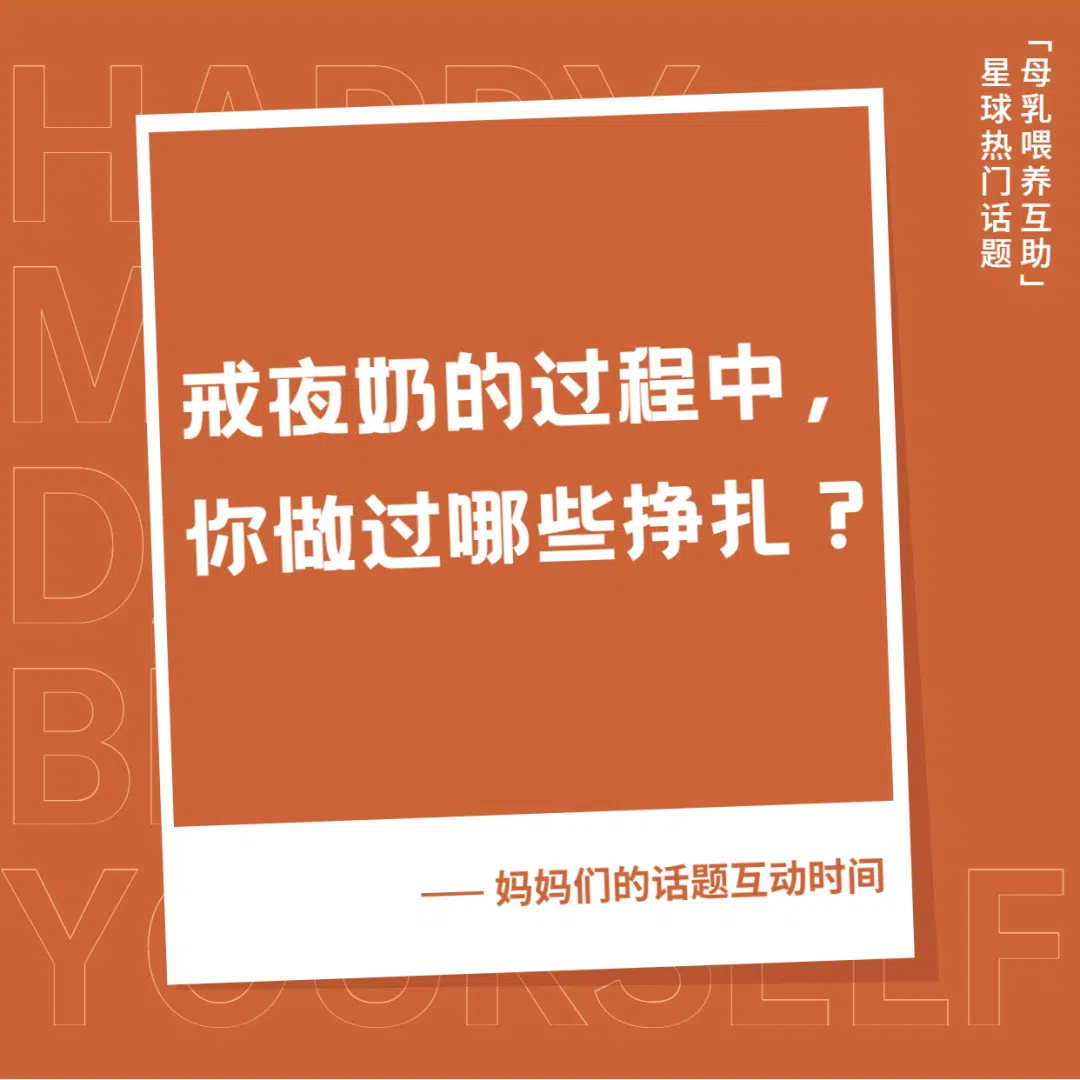 「母乳喂养互助」
星球热门话题
戒夜奶的过程中，
你做过哪些挣扎？
—— 妈妈们的话题互动时间
YOURSELF